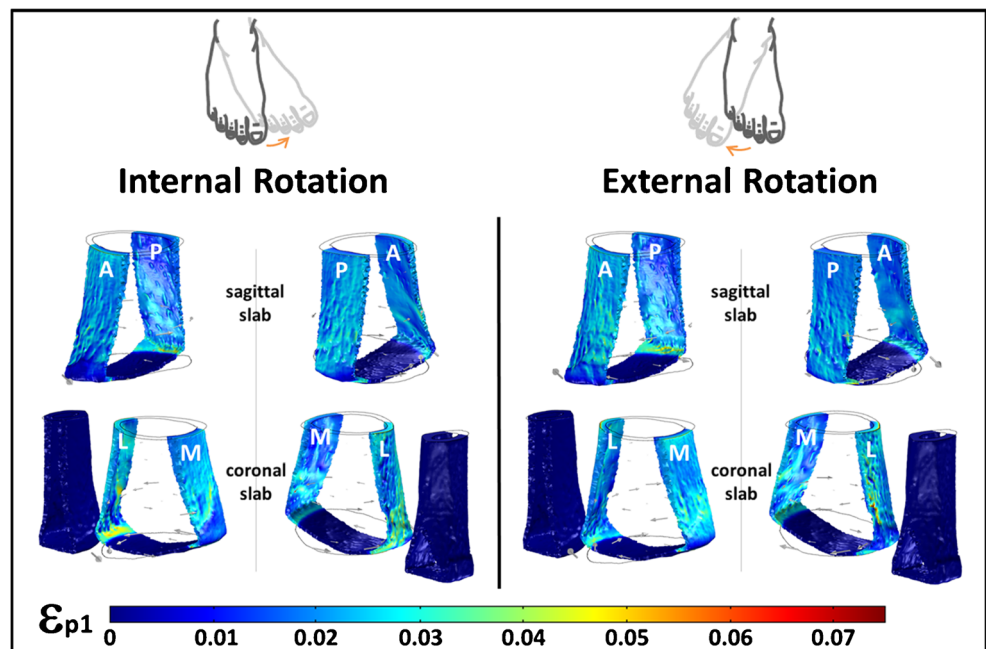 Internal Rotation
External Rotation
A P
P A
A P
P A
sagittal
slab
sagittal
slab
L M
M L
L M
M L
coronal
slab
coronal
slab
εp1
0 0.01 0.02 0.03 0.04 0.05 0.06 0.07